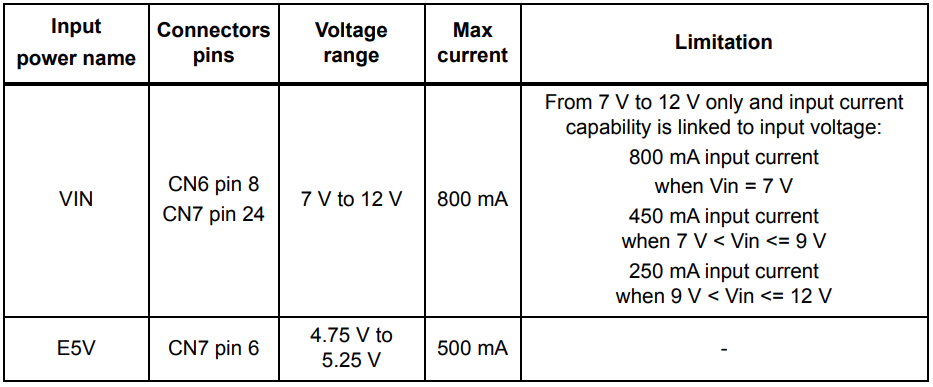 Input
power name
Connectors
pins
Voltage
range
Max
current
Limitation
VIN
CN6 pin 8
CN7 pin 24
7 V to 12 V
800 mA
From 7 V to 12 V only and input current
capability is linked to input voltage:
800 mA input current
when Vin = 7 V
450 mA input current
when 7 V < Vin <= 9 V
250 mA input current
when 9 V < Vin <= 12 V
E5V
CN7 pin 6
4.75 V to
5.25 V
500 mA
-